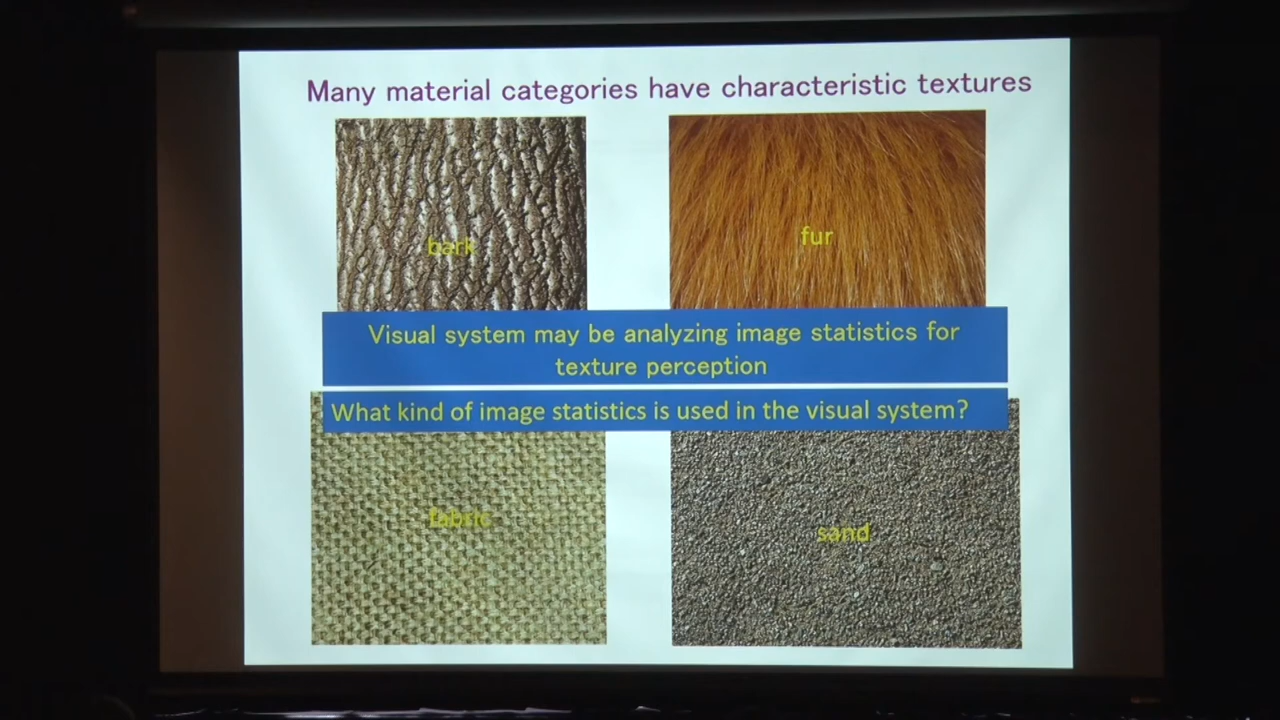 Many material categories have characteristic textures
bark
fur
Visual system may be analyzing image statistics for
texture perception
What kind of image statistics is used in the visual system?
fabric
sand